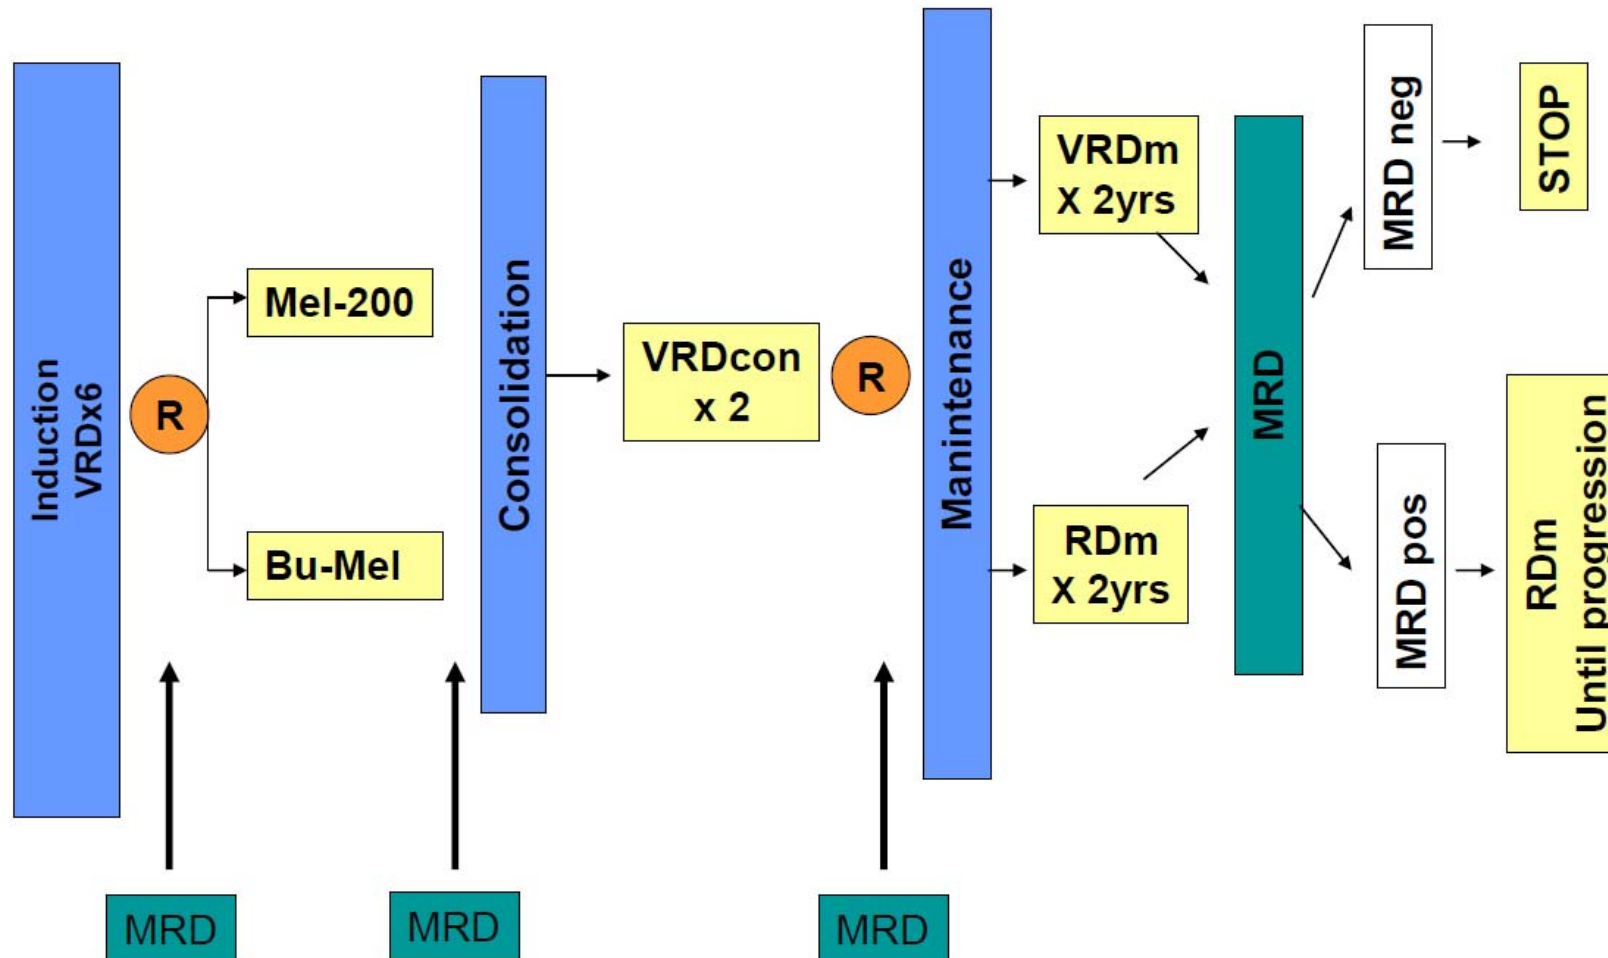 Induction
VRDx6
R
Mel-200
Bu-Mel
Consolidation
VRDcon
x 2
R
Manintenance
VRDm
X 2yrs
RDm
X 2yrs
MRD
MRD neg
STOP
MRD pos
RDm
Until progression
MRD
MRD
MRD